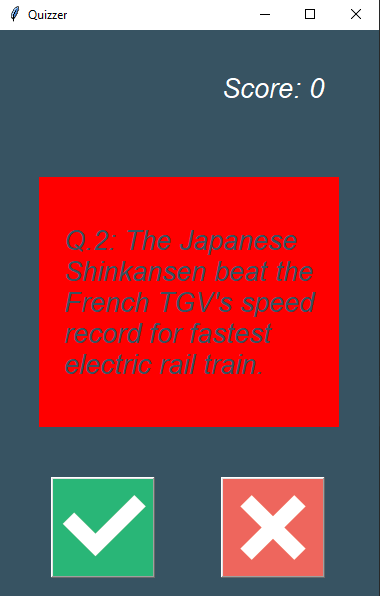 Quizzer
Score: 0
Q.2: The Japanese
Shinkansen beat the
French TGV's speed
record for fastest
electric rail train.